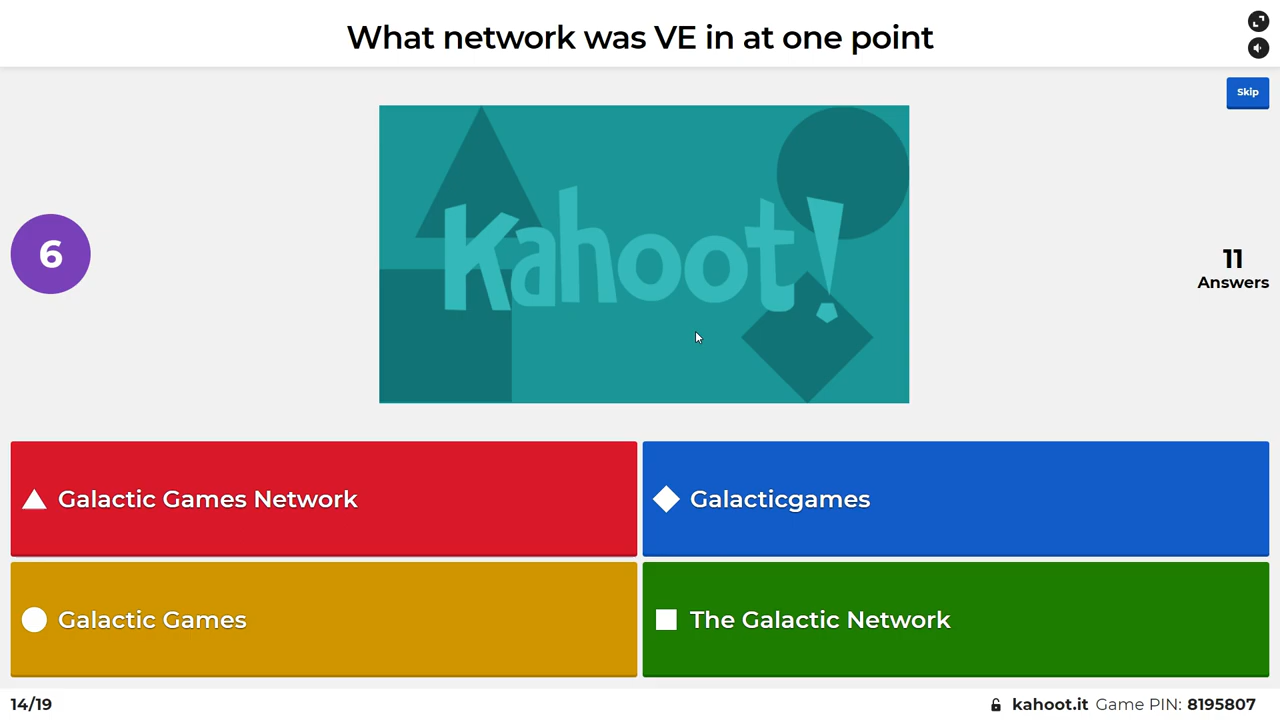 What network was VE in at one point
Skip
Kahoot!
6
11
Answers
Galactic Games Network
Galacticgames
Galactic Games
The Galactic Network
14/19
kahoot.it Game PIN: 8195807